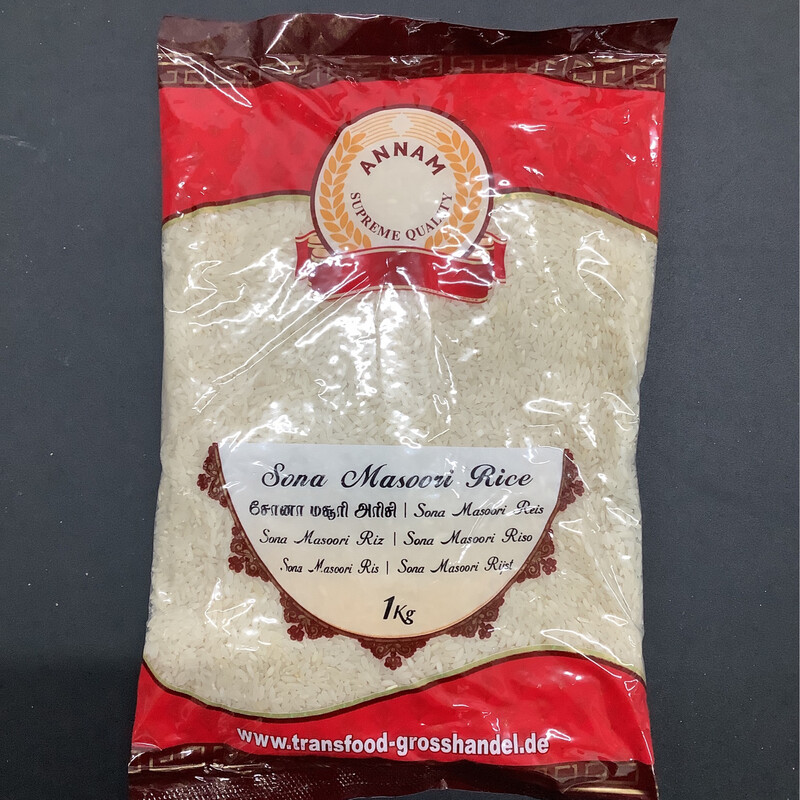 ANNAM
SUPREME QUALITY
Sona Masoori Rice
சோனா மசூரி அரிசி | Sona Masoori Reis
Sona Masoori Riz | Sona Masoori Riso
Sona Masoori Ris | Sona Masoori Rijst
1Kg
www.transfood-grosshandel.de